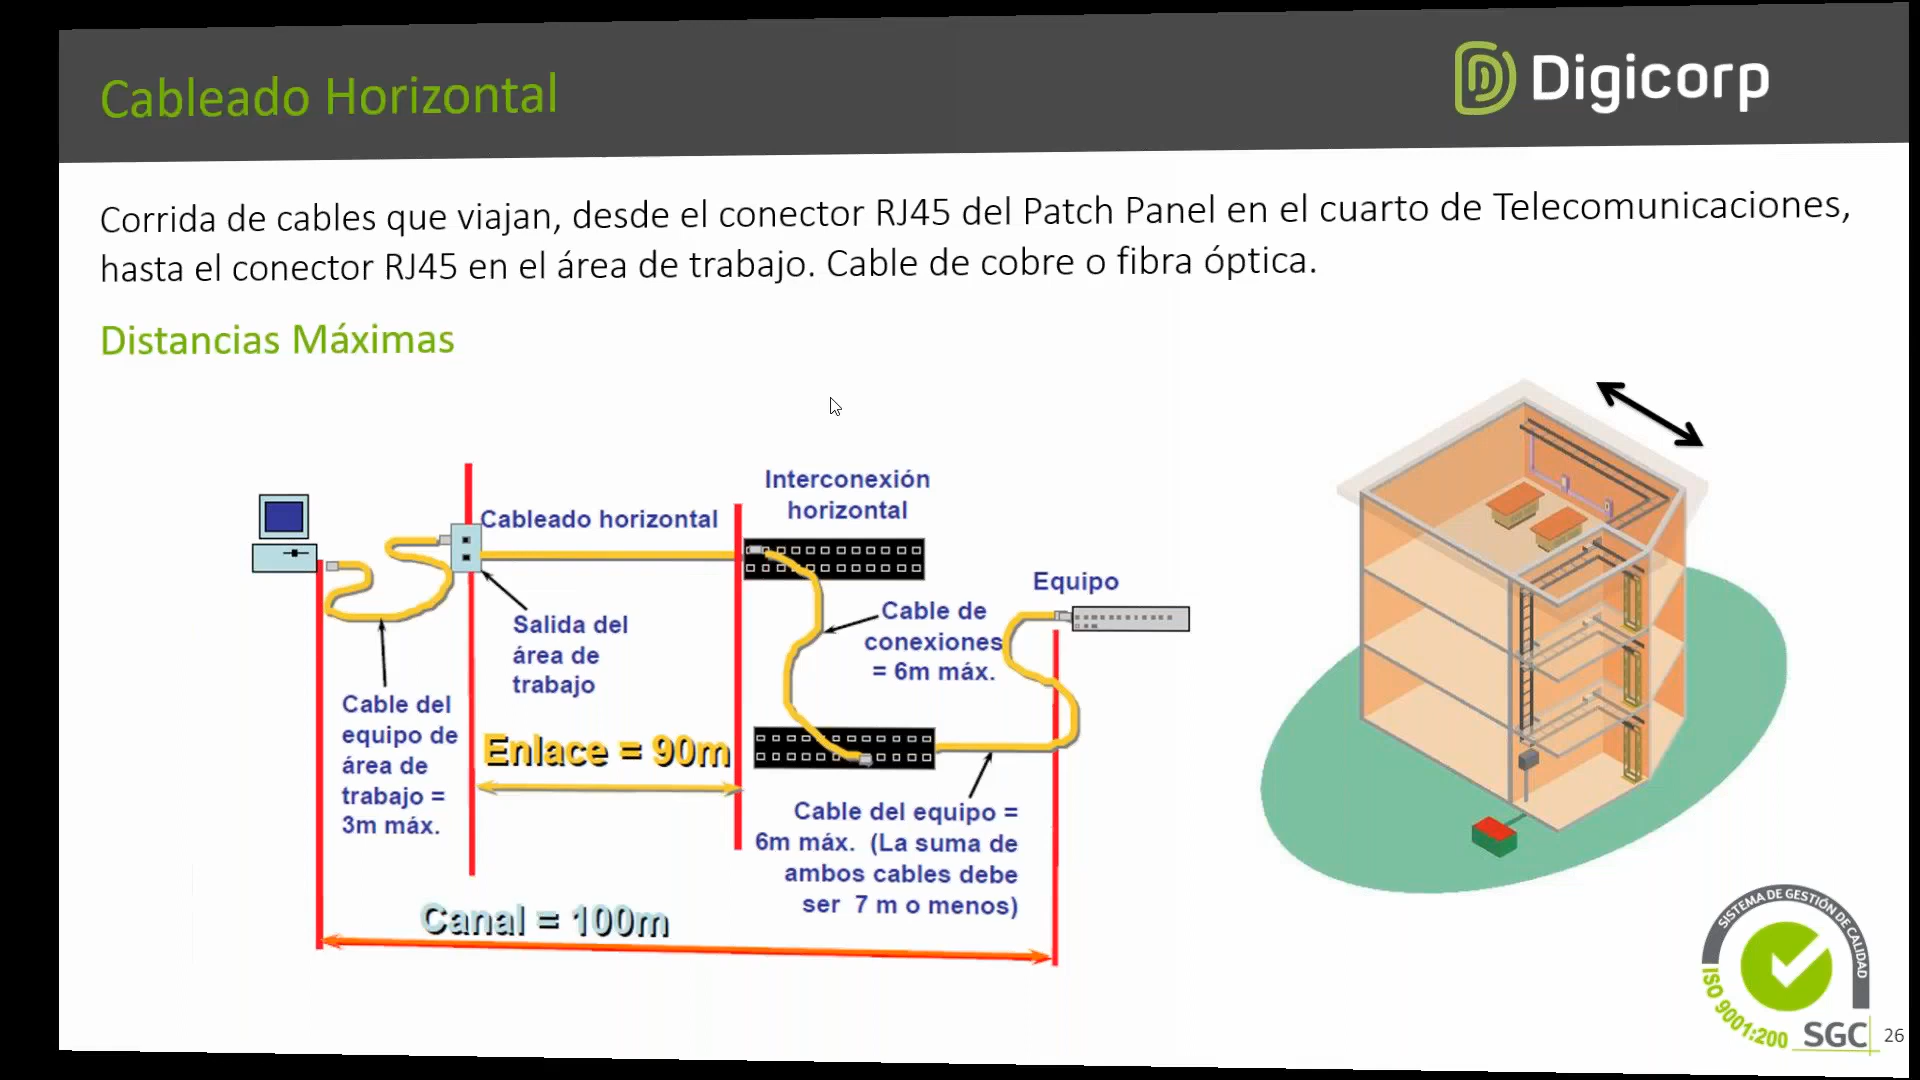 Cableado Horizontal
Digicorp
Corrida de cables que viajan, desde el conector RJ45 del Patch Panel en el cuarto de Telecomunicaciones,
hasta el conector RJ45 en el área de trabajo. Cable de cobre o fibra óptica.
Distancias Máximas
Interconexión
horizontal
Cableado horizontal
Equipo
Cable de
conexiones
= 6m máx.
Salida del
área de
trabajo
Cable del
equipo de
área de
trabajo =
3m máx.
Enlace = 90m
Cable del equipo =
6m máx. (La suma de
ambos cables debe
ser 7 m o menos)
Canal = 100m
SISTEMA DE GESTIÓN DE CALIDAD
ISO 9001:200
SGC
26